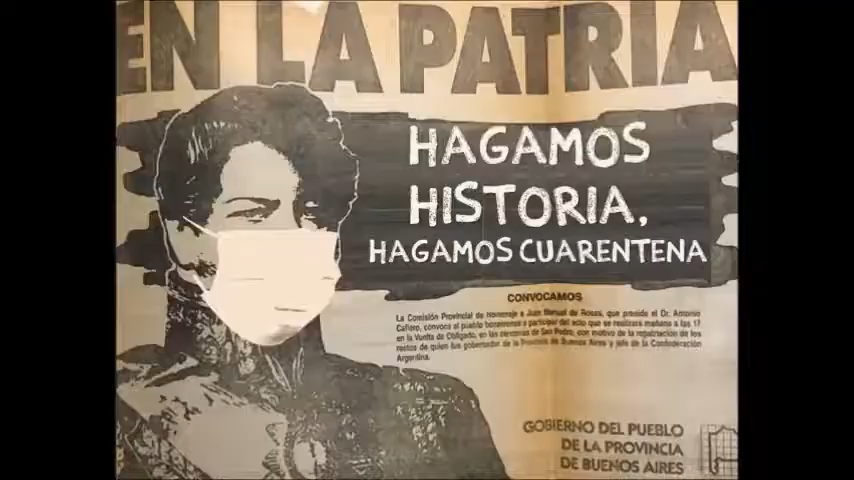 EN LA PATRIA
HAGAMOS
HISTORIA,
HAGAMOS CUARENTENA
CONVOCAMOS
La Comisión Provincial de Homenaje a Juan Manuel de Rosas, que preside el Dr. Antonio
Cafiero, convoca al pueblo bonaerense a participar del acto que se realizará mañana a las 17
en la Vuelta de Obligado, en las cercanías de San Pedro, con motivo de la repatriación de los
restos de quien fue gobernador de la Provincia de Buenos Aires y jefe de la Confederación
Argentina.
GOBIERNO DEL PUEBLO
DE LA PROVINCIA
DE BUENOS AIRES